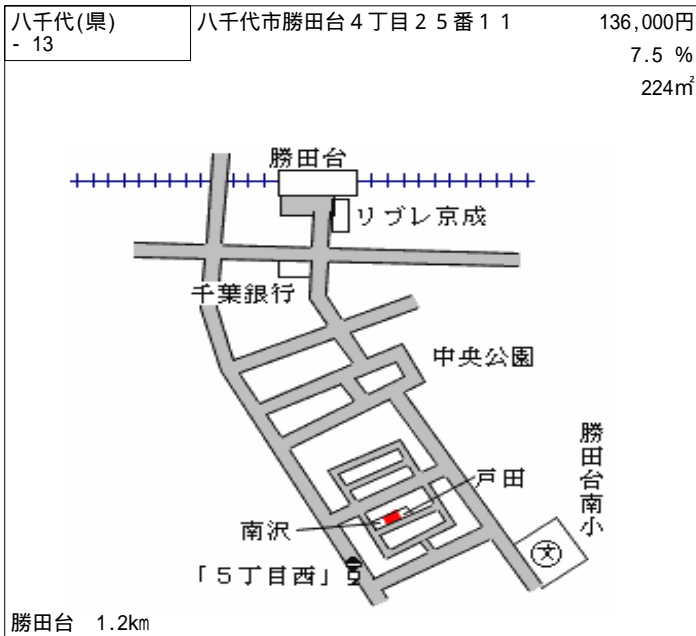 八千代(県)
- 13
八千代市勝田台４丁目２５番１１
136,000円
7.5 %
224㎡
勝田台
リブレ京成
千葉銀行
中央公園
勝田台南小
戸田
南沢
「５丁目西」
文
勝田台 1.2km